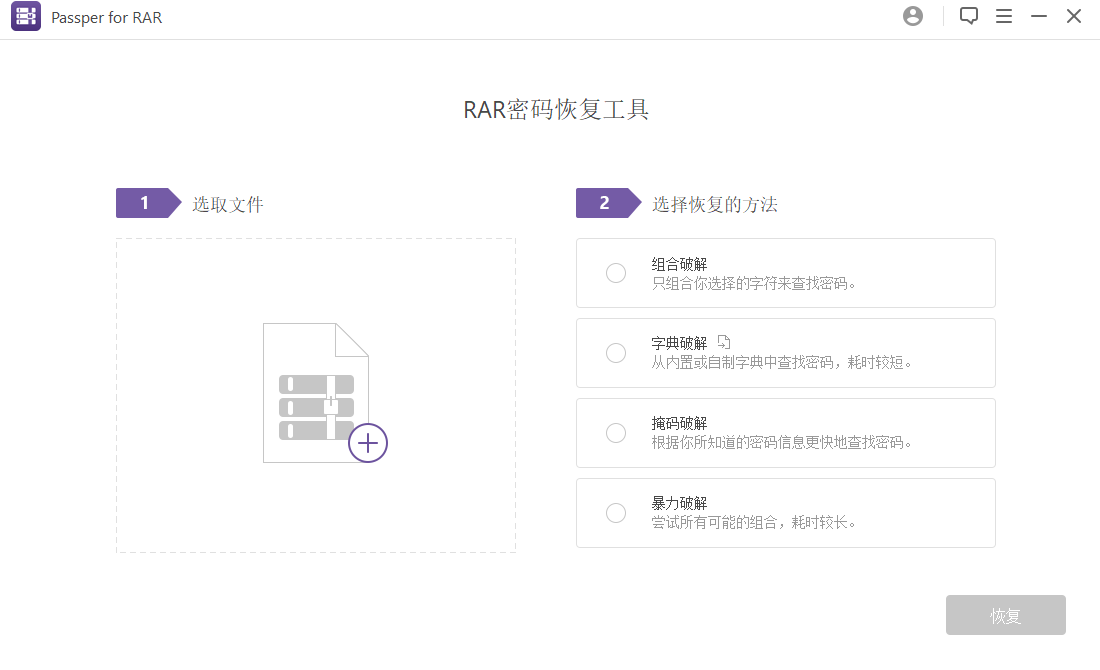 Passper for RAR
RAR密码恢复工具
1 选取文件
2 选择恢复的方法
组合破解
只组合你选择的字符来查找密码。
字典破解
从内置或自制字典中查找密码，耗时较短。
掩码破解
根据你所知道的密码信息更快地查找密码。
暴力破解
尝试所有可能的组合，耗时较长。
恢复